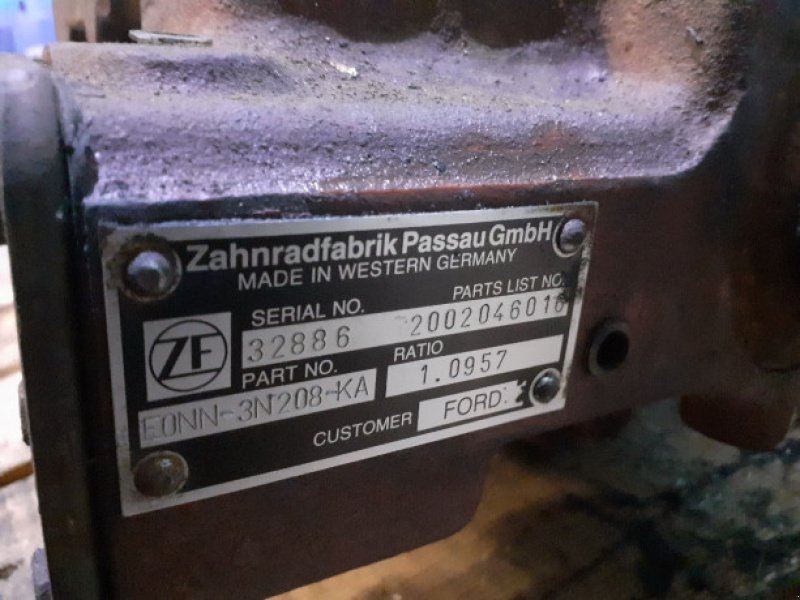 Zahnradfabrik Passau GmbH
MADE IN WESTERN GERMANY
SERIAL NO. PARTS LIST NO.
ZF 32886 2002046016
PART NO. RATIO
E0NN-3N208-KA 1.0957
CUSTOMER FORD